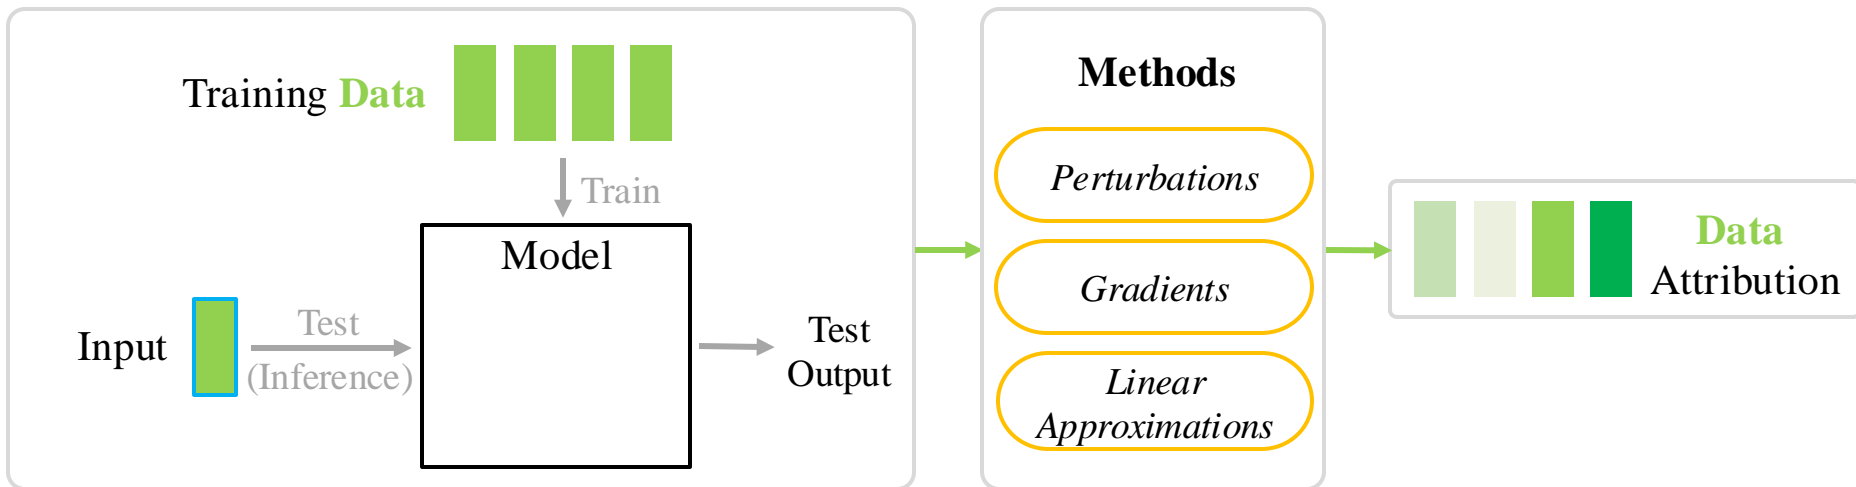 Training Data
Train
Model
Input
Test
(Inference)
Test
Output
Methods
Perturbations
Gradients
Linear
Approximations
Data
Attribution